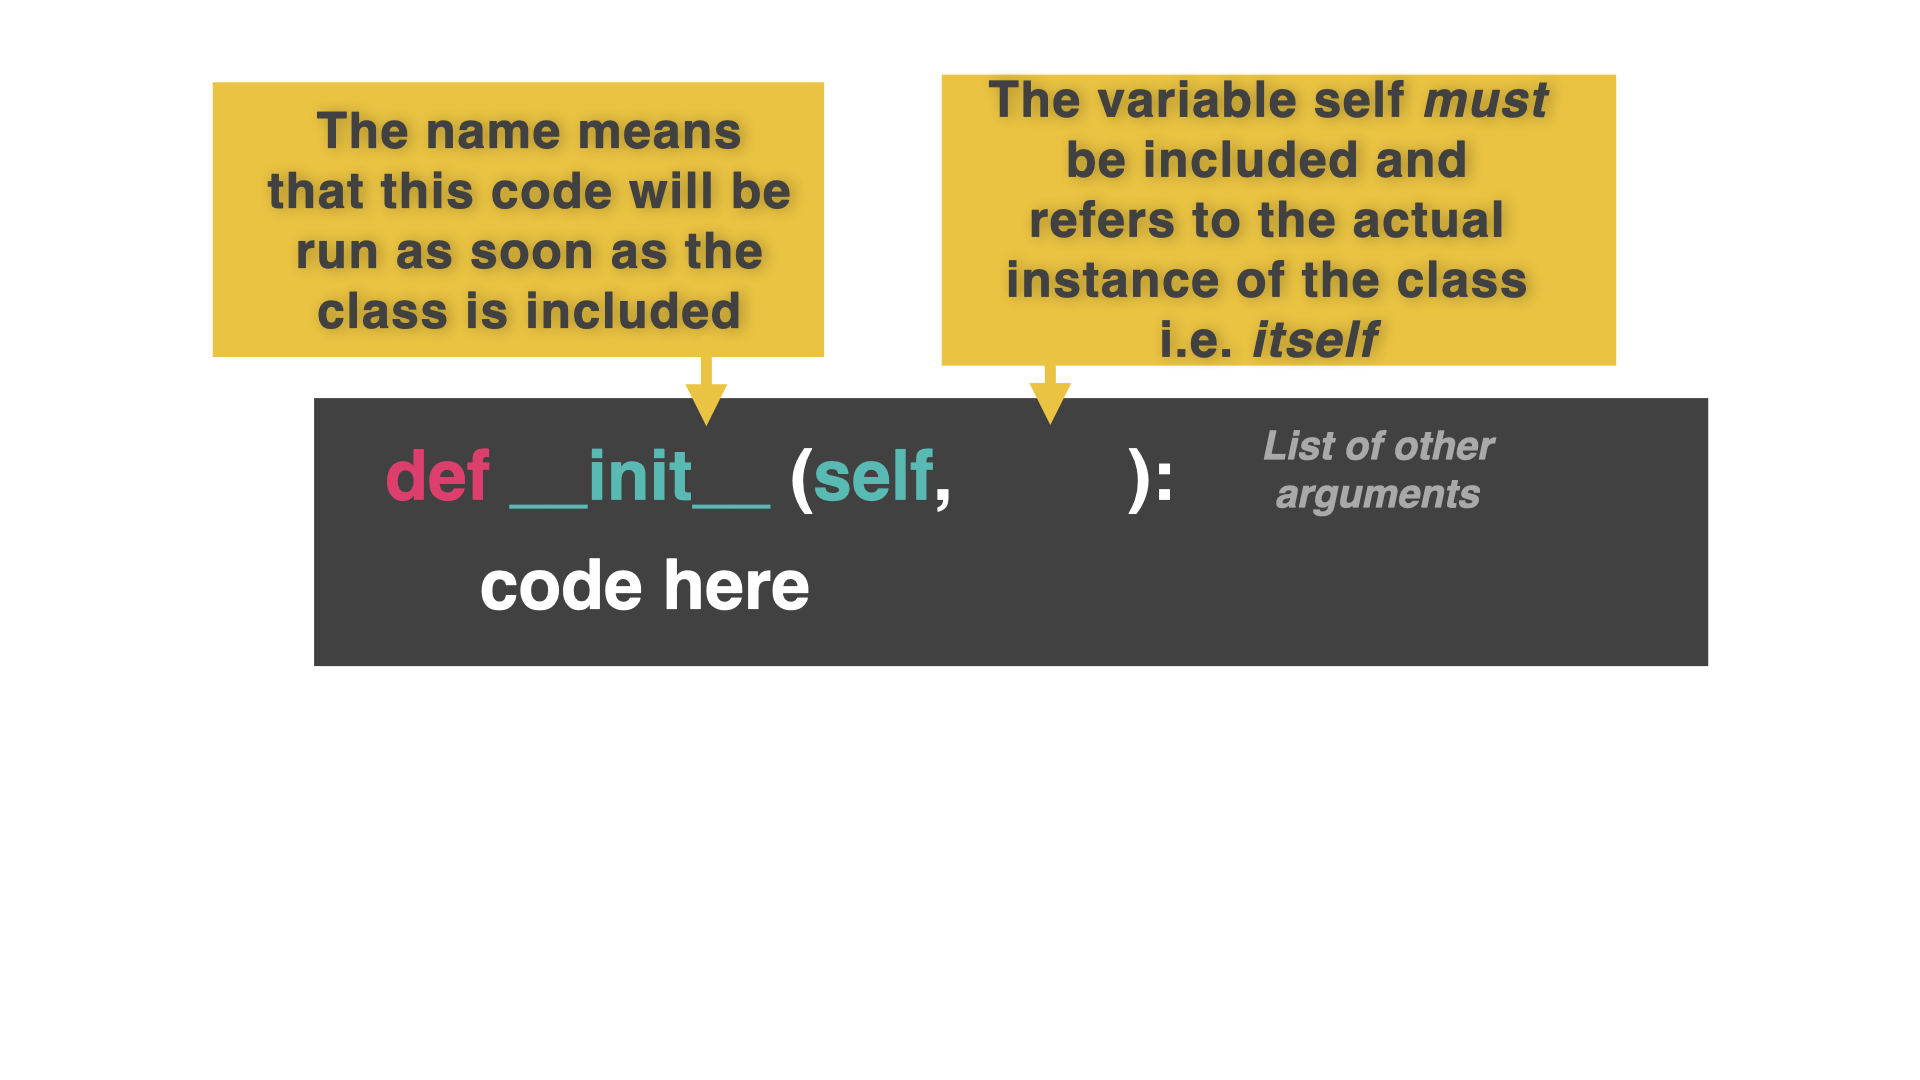 The name means
that this code will be
run as soon as the
class is included
The variable self must
be included and
refers to the actual
instance of the class
i.e. itself
def __init__ (self, ):
List of other
arguments
code here